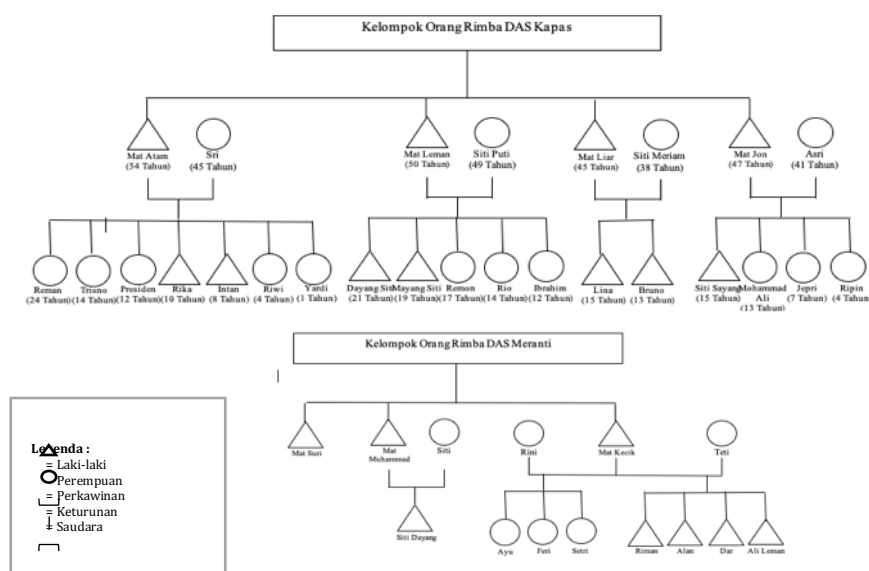 Kelompok Orang Rimba DAS Kapas
Mat Atam
(54 Tahun)
Sri
(45 Tahun)
Mat Leman
(50 Tahun)
Siti Puti
(49 Tahun)
Mat Liar
(45 Tahun)
Siti Meriam
(38 Tahun)
Mat Jon
(47 Tahun)
Asri
(41 Tahun)
Reman
(24 Tahun)
Trisno
(14 Tahun)
Presiden
(12 Tahun)
Rika
(10 Tahun)
Intan
(8 Tahun)
Riwi
(4 Tahun)
Yardi
(1 Tahun)
Dayang Siti
(21 Tahun)
Mayang Siti
(19 Tahun)
Remon
(17 Tahun)
Rio
(14 Tahun)
Ibrahim
(12 Tahun)
Lina
(15 Tahun)
Bruno
(13 Tahun)
Siti Sayang
(15 Tahun)
Mohammad
Ali
(13 Tahun)
Jepri
(7 Tahun)
Ripin
(4 Tahun
Kelompok Orang Rimba DAS Meranti
Mat Suri
Mat
Muhammad
Siti
Rini
Mat Kecik
Teti
Siti Dayang
Ayu
Feri
Setri
Riman
Alan
Dar
Ali Leman
Legenda :
= Laki-laki
Perempuan
= Perkawinan
= Keturunan
= Saudara